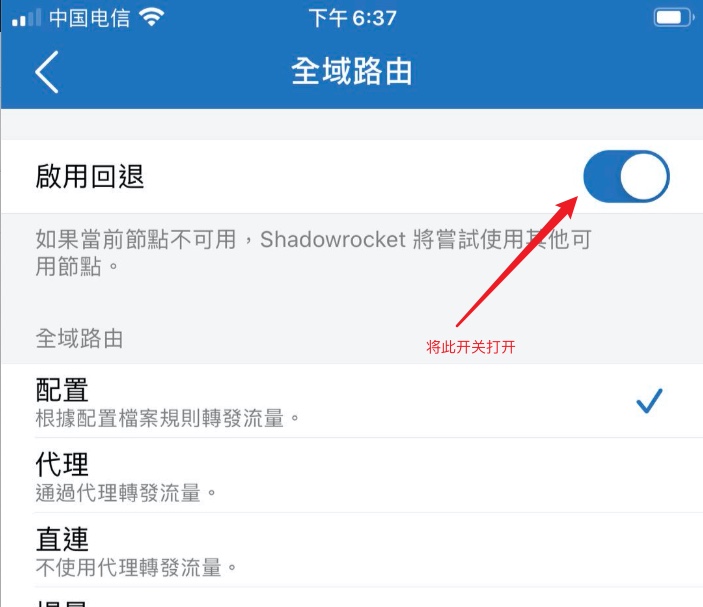 中国电信 下午 6:37
全域路由
啟用回退
如果當前節點不可用，Shadowrocket 將嘗試使用其他可
用節點。
全域路由
将此开关打开
配置
根據配置檔案規則轉發流量。
代理
通過代理轉發流量。
直連
不使用代理轉發流量。